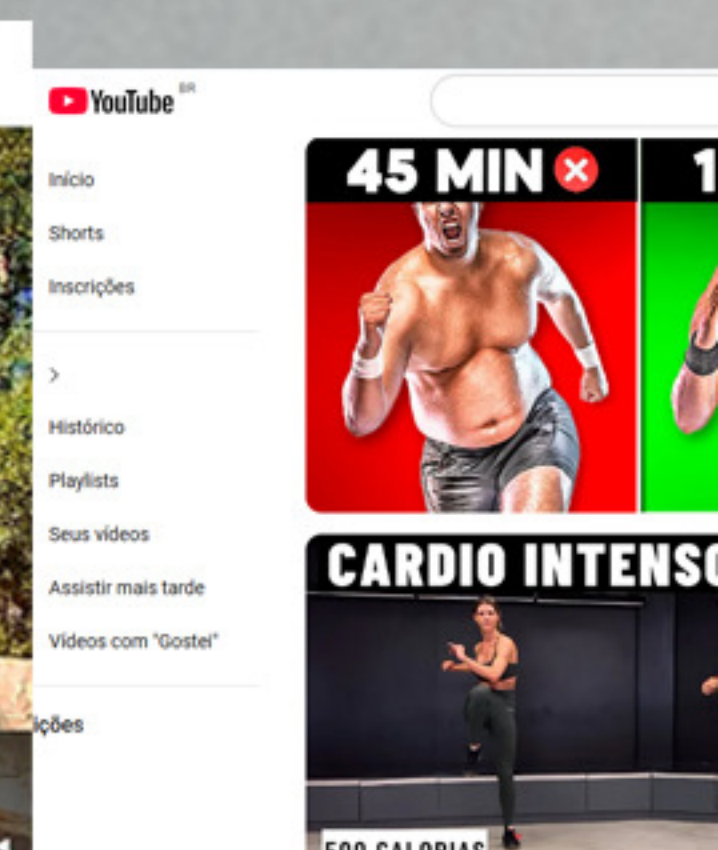 YouTube BR
Início
Shorts
Inscrições
>
Histórico
Playlists
Seus vídeos
Assistir mais tarde
Vídeos com "Gostei"
ições
45 MIN
1
CARDIO INTENSO
500 CALORIAS